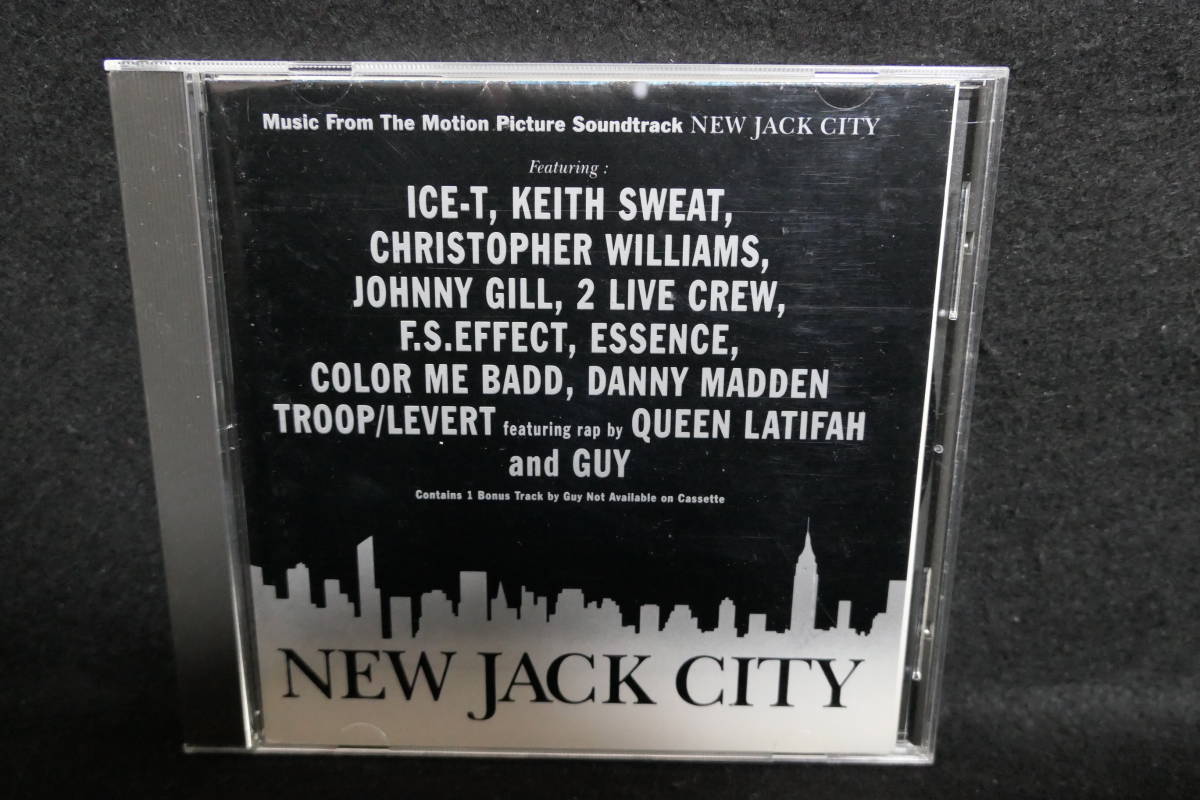 Music From The Motion Picture Soundtrack NEW JACK CITY
Featuring :
ICE-T, KEITH SWEAT,
CHRISTOPHER WILLIAMS,
JOHNNY GILL, 2 LIVE CREW,
F.S.EFFECT, ESSENCE,
COLOR ME BADD, DANNY MADDEN
TROOP/LEVERT featuring rap by QUEEN LATIFAH
and GUY
Contains 1 Bonus Track by Guy Not Available on Cassette
NEW JACK CITY